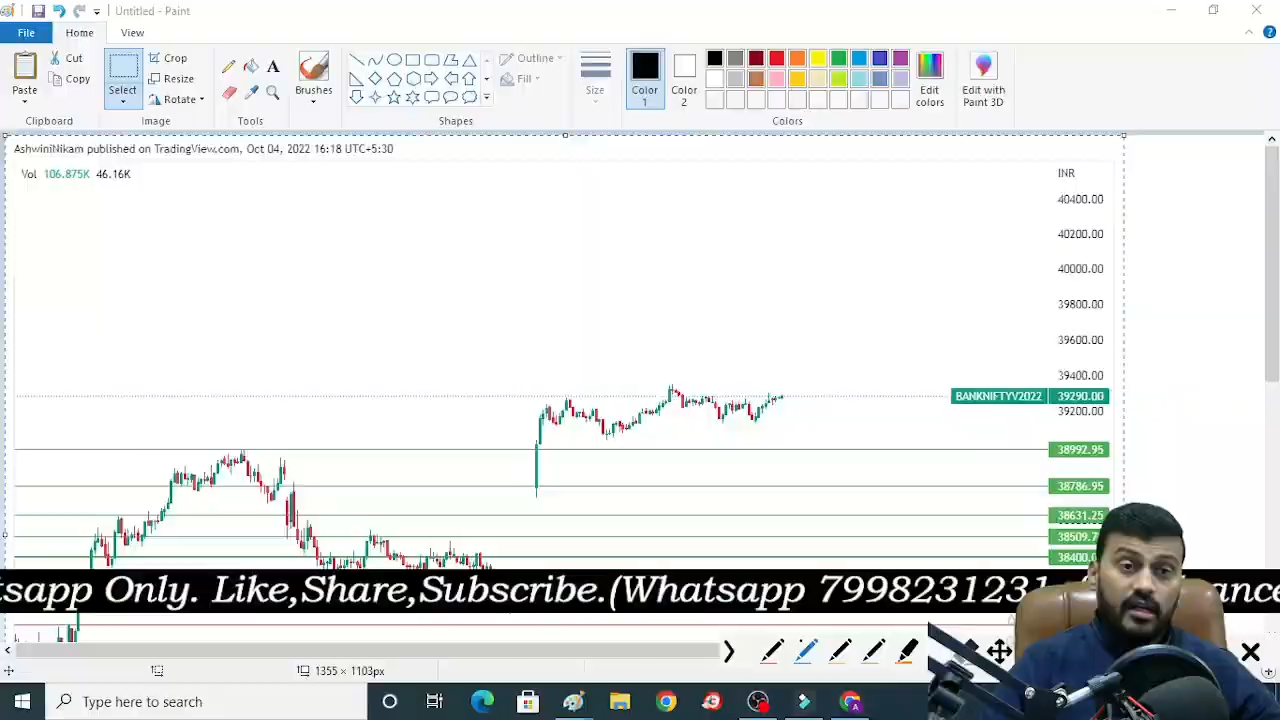 Untitled - Paint
File
Home
View
Paste
Cut
Copy
Clipboard
Select
Crop
Resize
Rotate
Image
A
Tools
Brushes
Outline
Fill
Shapes
Size
Color 1
Color 2
Colors
Edit colors
Edit with Paint 3D
AshwiniNikam published on TradingView.com, Oct 04, 2022 16:18 UTC+5:30
Vol 106.875K 46.16K
INR
40400.00
40200.00
40000.00
39800.00
39600.00
39400.00
BANKNIFTYV2022 39290.00
39200.00
38992.95
38786.95
38631.25
38509.7
38400.0
tsapp Only. Like,Share,Subscribe.(Whatsapp 7998231231
1355 × 1103px
Type here to search